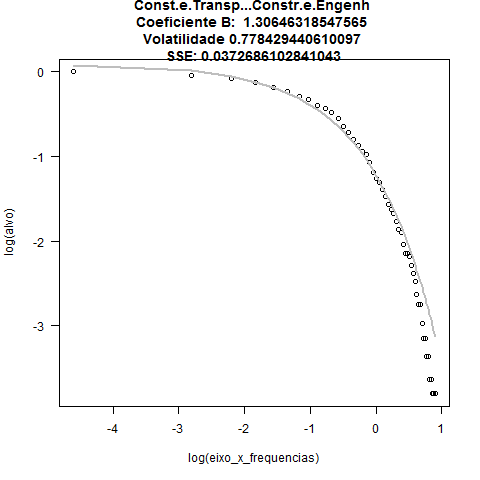 Const.e.Transp...Constr.e.Engenh
Coeficiente B: 1.30646318547565
Volatilidade 0.778429440610097
SSE: 0.0372686102841043
0
-1
-2
-3
log(alvo)
-4
-3
-2
-1
0
1
log(eixo_x_frequencias)